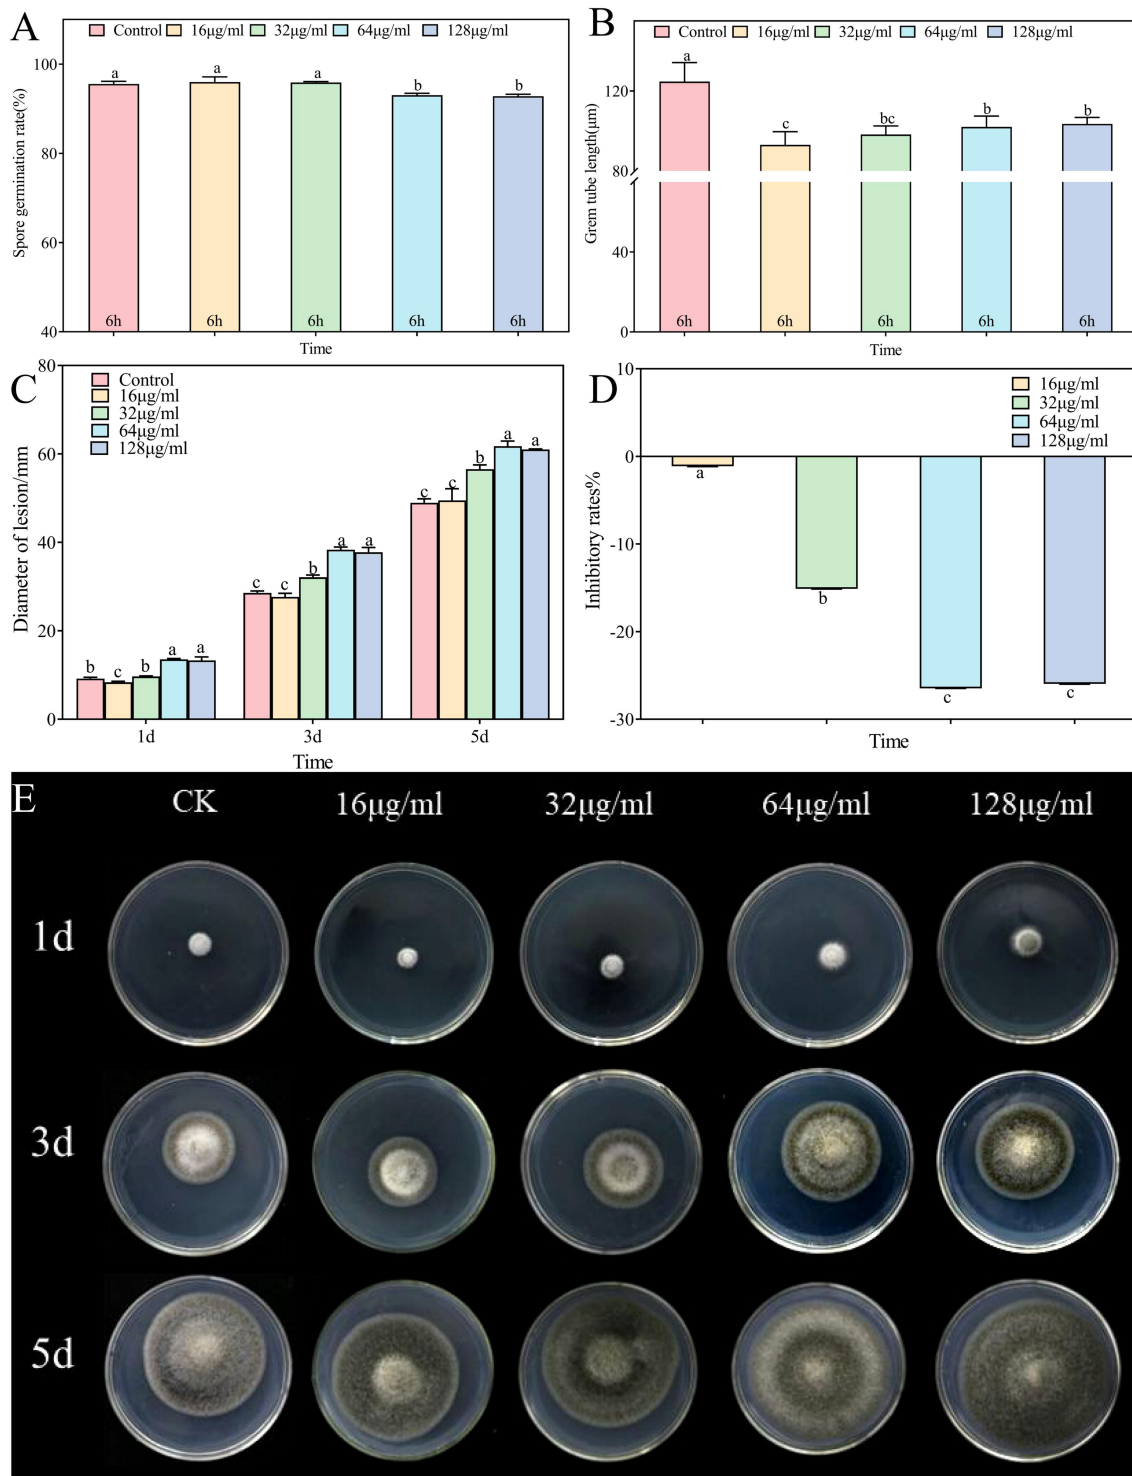 A
Control 16μg/ml 32μg/ml 64μg/ml 128μg/ml
Spore germination rate(%)
100
80
60
40
a a a b b
6h 6h 6h 6h 6h
Time
B
Control 16μg/ml 32μg/ml 64μg/ml 128μg/ml
Grem tube length(μm)
120
80
40
0
a c bc b b
6h 6h 6h 6h 6h
Time
C
Control
16μg/ml
32μg/ml
64μg/ml
128μg/ml
Diameter of lesion/mm
80
60
40
20
0
b c b a a
c c b a a
c c b a a
1d 3d 5d
Time
D
16μg/ml
32μg/ml
64μg/ml
128μg/ml
Inhibitory rates%
10
0
-10
-20
-30
a b c c
Time
E
CK 16μg/ml 32μg/ml 64μg/ml 128μg/ml
1d
3d
5d